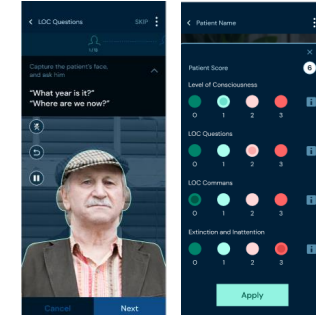 LOC Questions
SKIP
1/15
Capture the patient's face,
and ask him
"What year is it?"
"Where are we now?"
Cancel
Next
Patient Name
Patient Score
6
Level of Consciousness
0 1 2 3
LOC Questions
0 1 2 3
LOC Commans
0 1 2 3
Extinction and Inattention
0 1 2 3
Apply